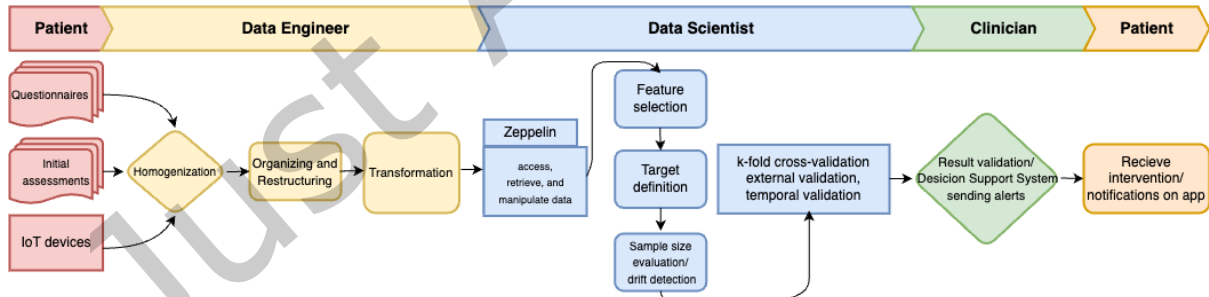 Patient
Data Engineer
Data Scientist
Clinician
Patient
Questionnaires
Initial
assessments
IoT devices
Homogenization
Organizing and
Restructuring
Transformation
Zeppelin
access,
retrieve, and
manipulate data
Feature
selection
Target
definition
Sample size
evaluation/
drift detection
k-fold cross-validation
external validation,
temporal validation
Result validation/
Desicion Support System
sending alerts
Recieve
intervention/
notifications on app
Just A